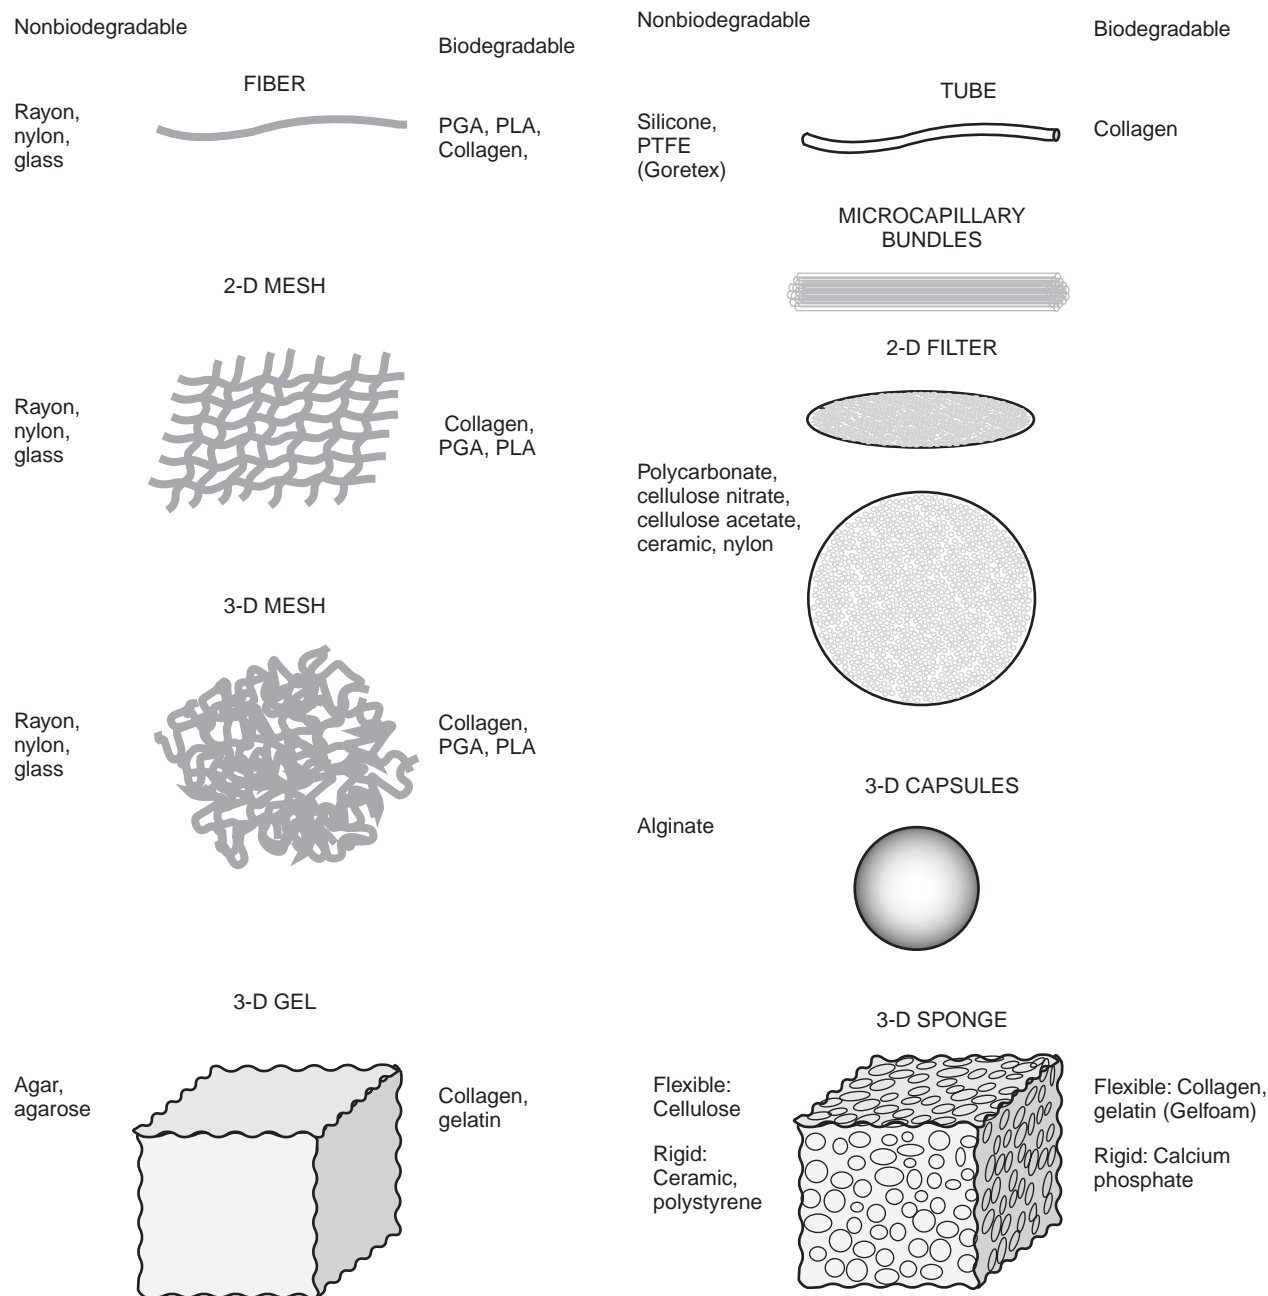 Nonbiodegradable
Biodegradable
FIBER
Rayon,
nylon,
glass
PGA, PLA,
Collagen,
2-D MESH
Rayon,
nylon,
glass
Collagen,
PGA, PLA
3-D MESH
Rayon,
nylon,
glass
Collagen,
PGA, PLA
3-D GEL
Agar,
agarose
Collagen,
gelatin
Nonbiodegradable
Biodegradable
TUBE
Silicone,
PTFE
(Goretex)
Collagen
MICROCAPILLARY
BUNDLES
2-D FILTER
Polycarbonate,
cellulose nitrate,
cellulose acetate,
ceramic, nylon
3-D CAPSULES
Alginate
3-D SPONGE
Flexible:
Cellulose
Rigid:
Ceramic,
polystyrene
Flexible: Collagen,
gelatin (Gelfoam)
Rigid: Calcium
phosphate